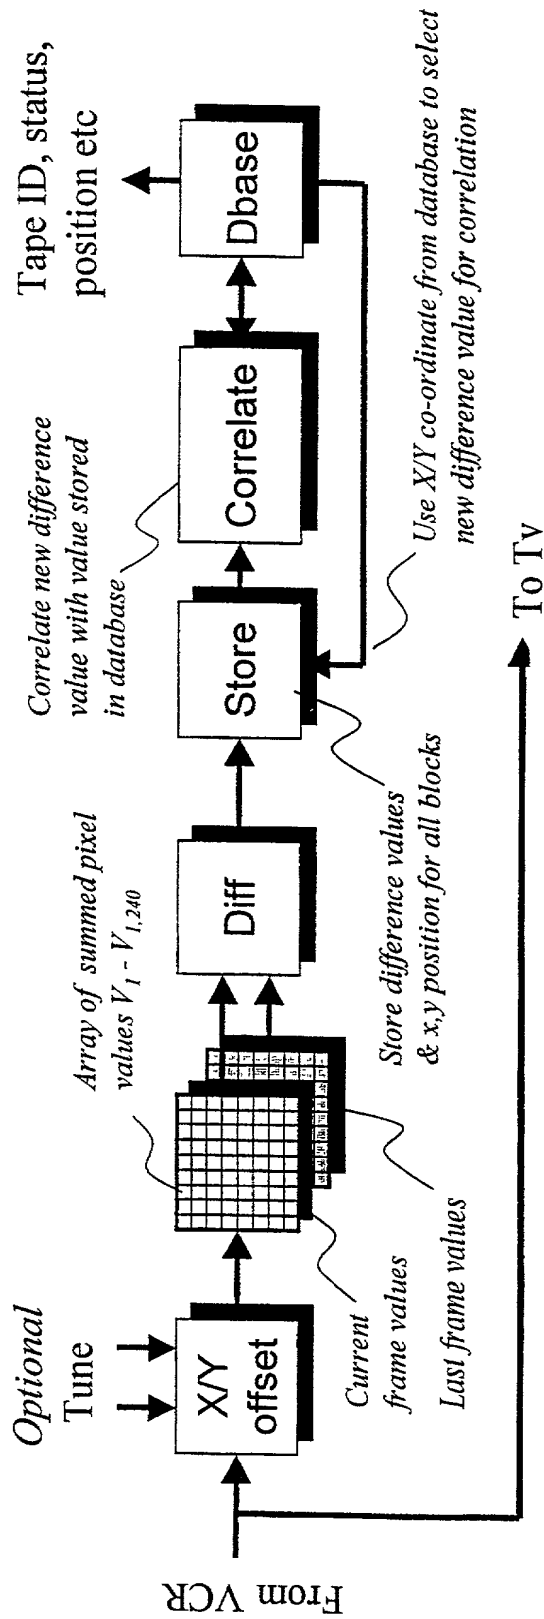 From VCR
Optional
Tune
X/Y
offset
Current
frame values
Last frame values
Array of summed pixel
values V1 - V1,240
Diff
Store difference values
& x,y position for all blocks
Store
Correlate new difference
value with value stored
in database
Correlate
Dbase
Tape ID, status,
position etc
Use X/Y co-ordinate from database to select
new difference value for correlation
To Tv